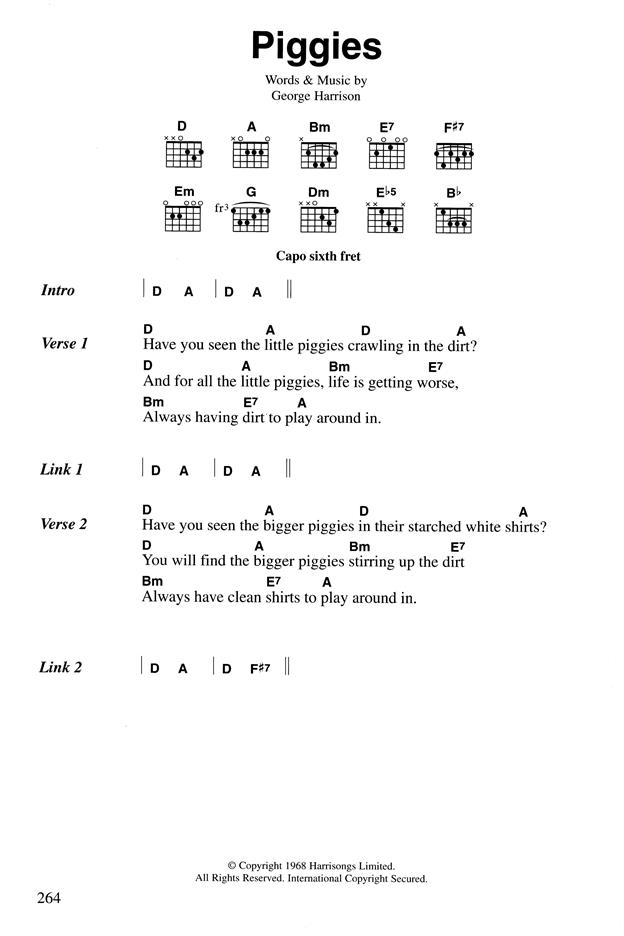 Piggies
Words & Music by
George Harrison
D A Bm E7 F♯7
Em G Dm E♭5 B♭
fr3
Capo sixth fret
Intro | D A | D A ||
D A D A
Verse 1 Have you seen the little piggies crawling in the dirt?
D A Bm E7
And for all the little piggies, life is getting worse,
Bm E7 A
Always having dirt to play around in.
Link 1 | D A | D A ||
D A D A
Verse 2 Have you seen the bigger piggies in their starched white shirts?
D A Bm E7
You will find the bigger piggies stirring up the dirt
Bm E7 A
Always have clean shirts to play around in.
Link 2 | D A | D F♯7 ||
© Copyright 1968 Harrisongs Limited.
All Rights Reserved. International Copyright Secured.
264